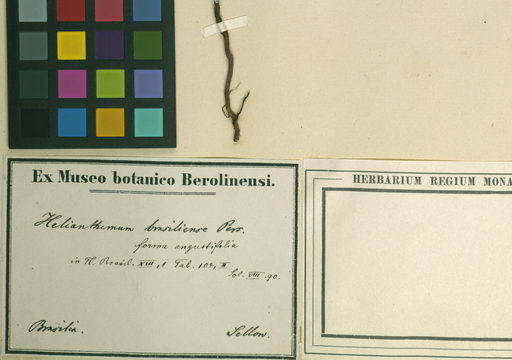 Ex Museo botanico Berolinensi.
Helianthemum brasiliense Pers.
forma angustifolia
in Fl. Brasil. XIII, 1 Tab. 109, II
Sol. VIII 90.
Brasilia.
Sellow.
HERBARIUM REGIUM MONA